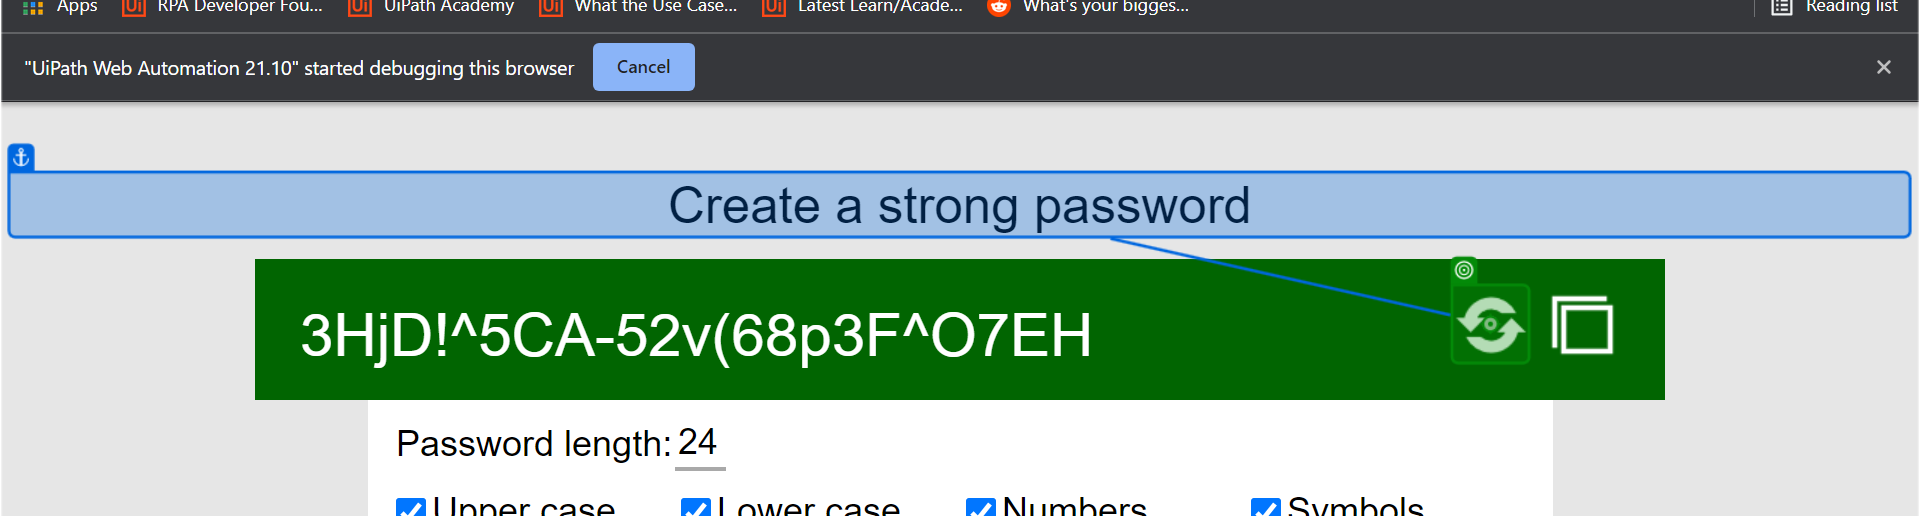 Apps RPA Developer Fou... UiPath Academy What the Use Case... Latest Learn/Acade... What's your bigges... Reading list
"UiPath Web Automation 21.10" started debugging this browser Cancel
Create a strong password
3HjD!^5CA-52v(68p3F^O7EH
Password length: 24
Upper case Lower case Numbers Symbols